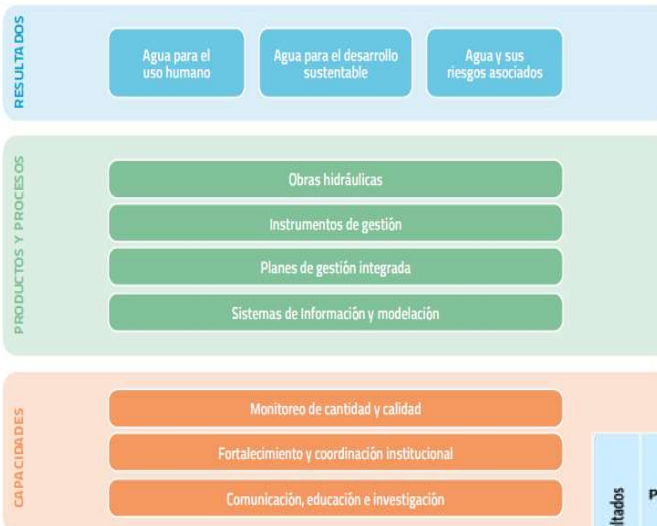 RESULTADOS
Agua para el
uso humano
Agua para el desarrollo
sustentable
Agua y sus
riesgos asociados
PRODUCTOS Y PROCESOS
Obras hidráulicas
Instrumentos de gestión
Planes de gestión integrada
Sistemas de Información y modelación
CAPACIDADES
Monitoreo de cantidad y calidad
Fortalecimiento y coordinación institucional
Comunicación, educación e investigación